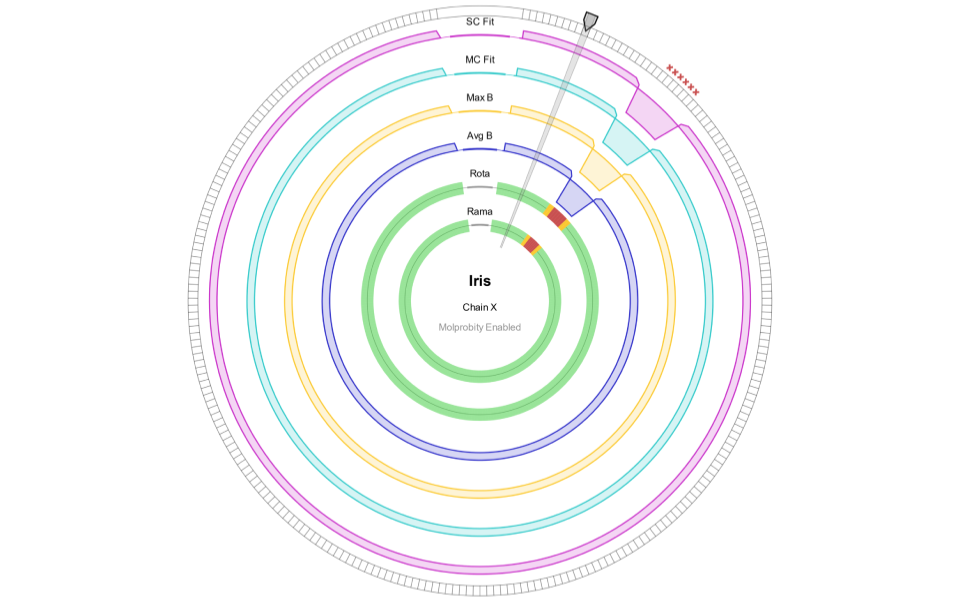 SC Fit
MC Fit
Max B
Avg B
Rota
Rama
Iris
Chain X
Molprobity Enabled